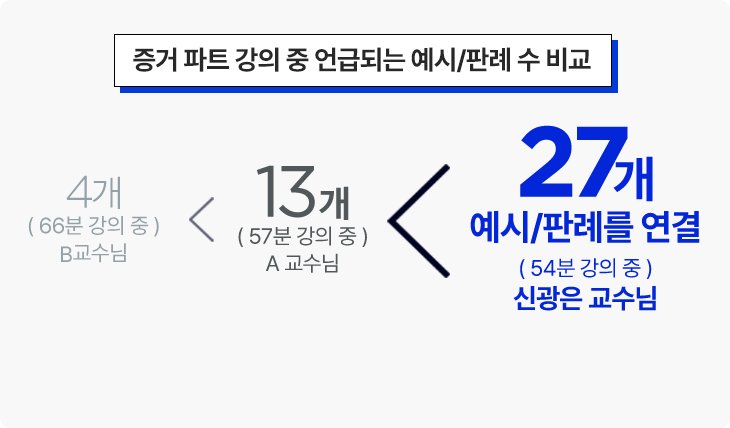 증거 파트 강의 중 언급되는 예시/판례 수 비교
4개
( 66분 강의 중 )
B교수님
13개
( 57분 강의 중 )
A 교수님
27개
예시/판례를 연결
( 54분 강의 중 )
신광은 교수님